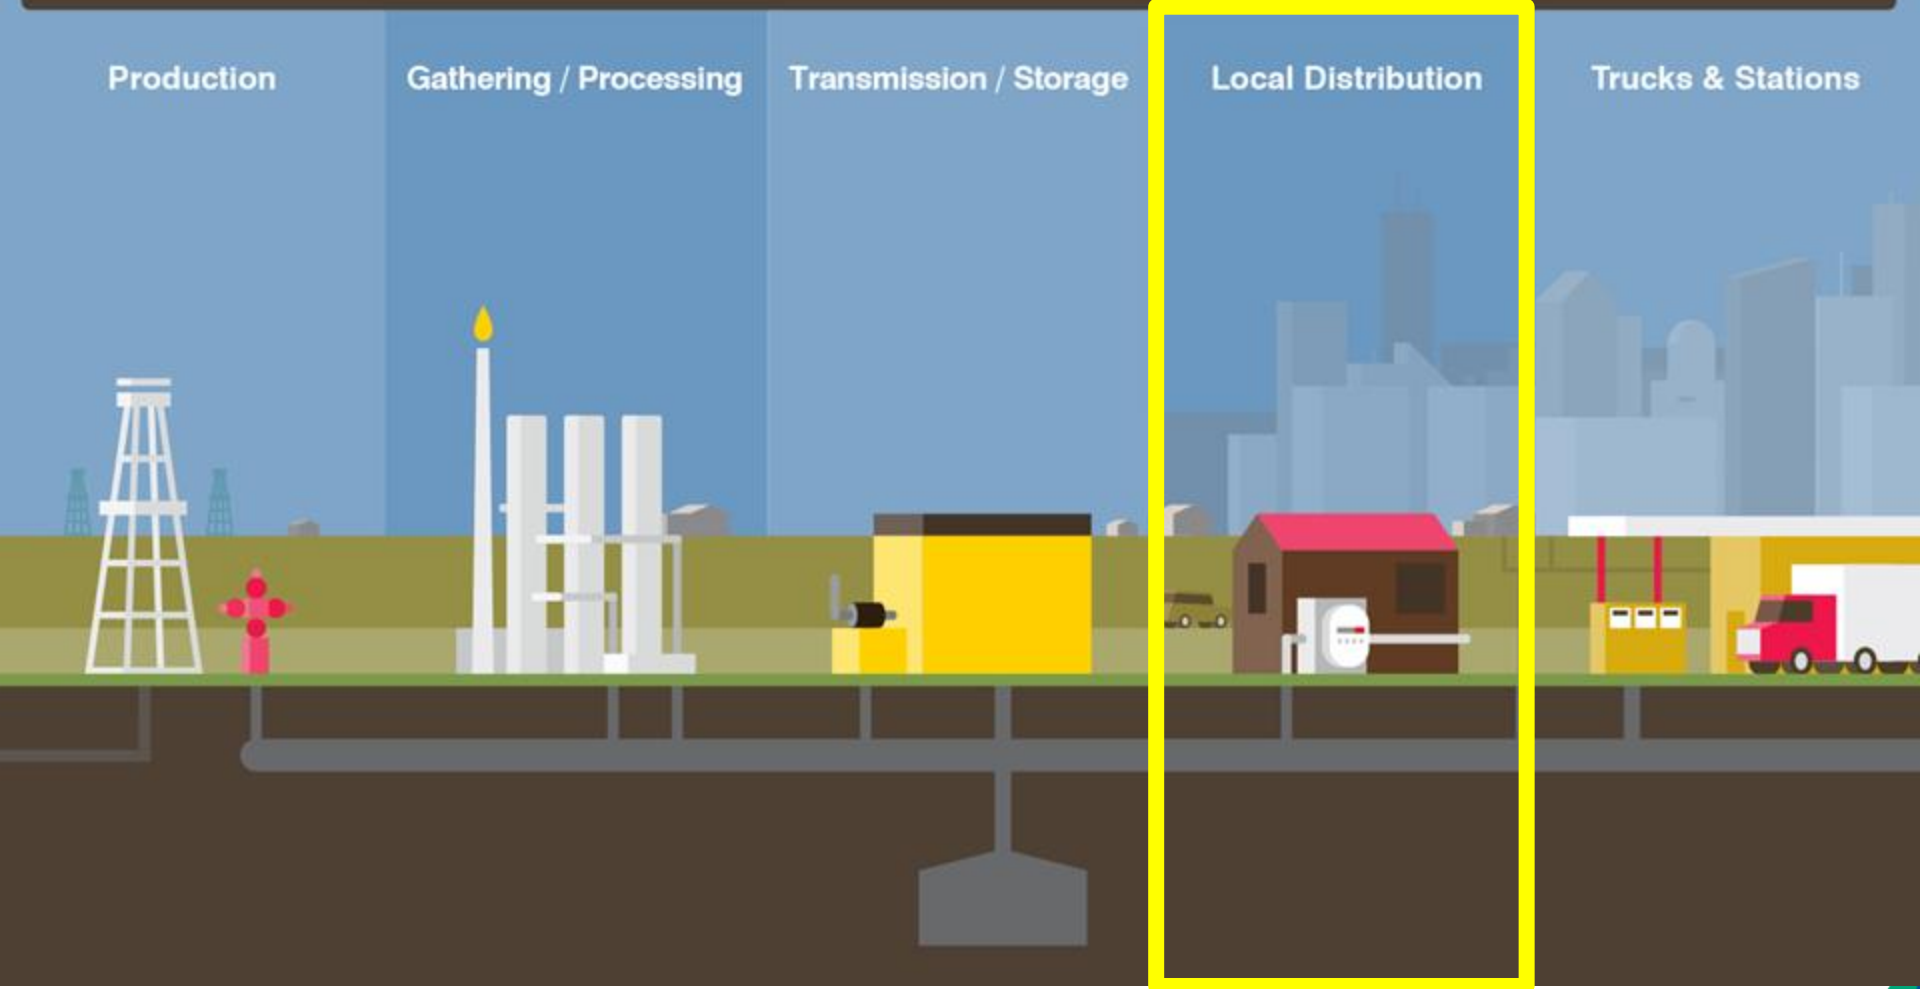 Production
Gathering / Processing
Transmission / Storage
Local Distribution
Trucks & Stations